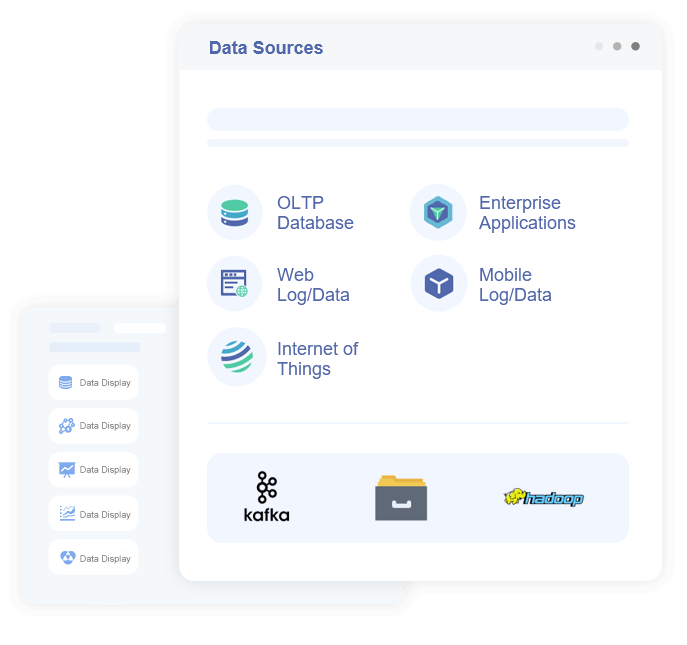 Data Sources
OLTP
Database
Enterprise
Applications
Web
Log/Data
Mobile
Log/Data
Internet of
Things
kafka
hadoop
Data Display
Data Display
Data Display
Data Display
Data Display